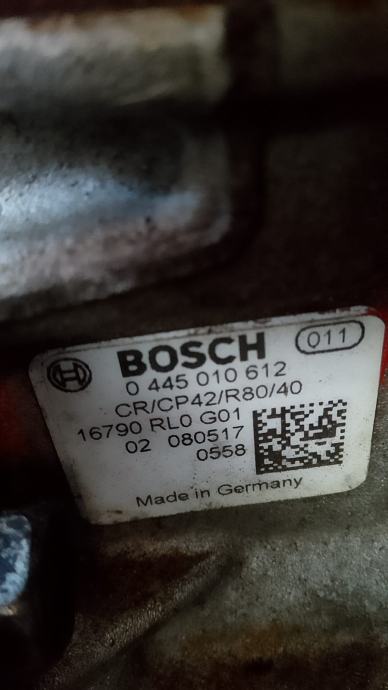 BOSCH 011
0 445 010 612
CR/CP42/R80/40
16790 RL0 G01
02 080517
0558
Made in Germany